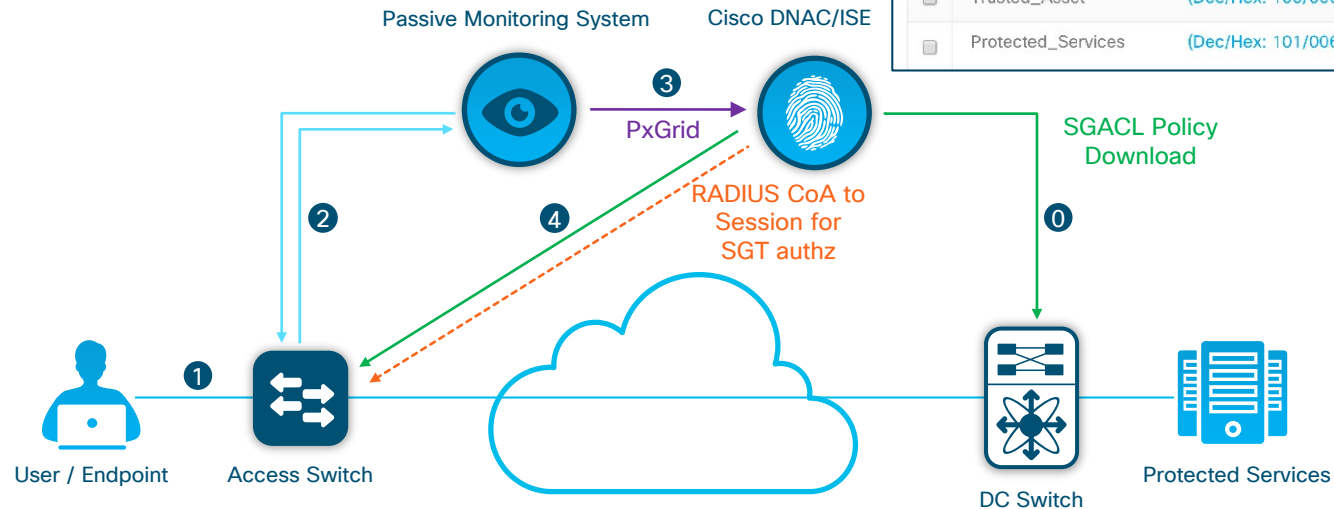 Passive Monitoring System
Cisco DNAC/ISE
Protected_Services
3
PxGrid
SGACL Policy
Download
RADIUS CoA to
Session for
SGT authz
2
4
0
1
User / Endpoint
Access Switch
DC Switch
Protected Services